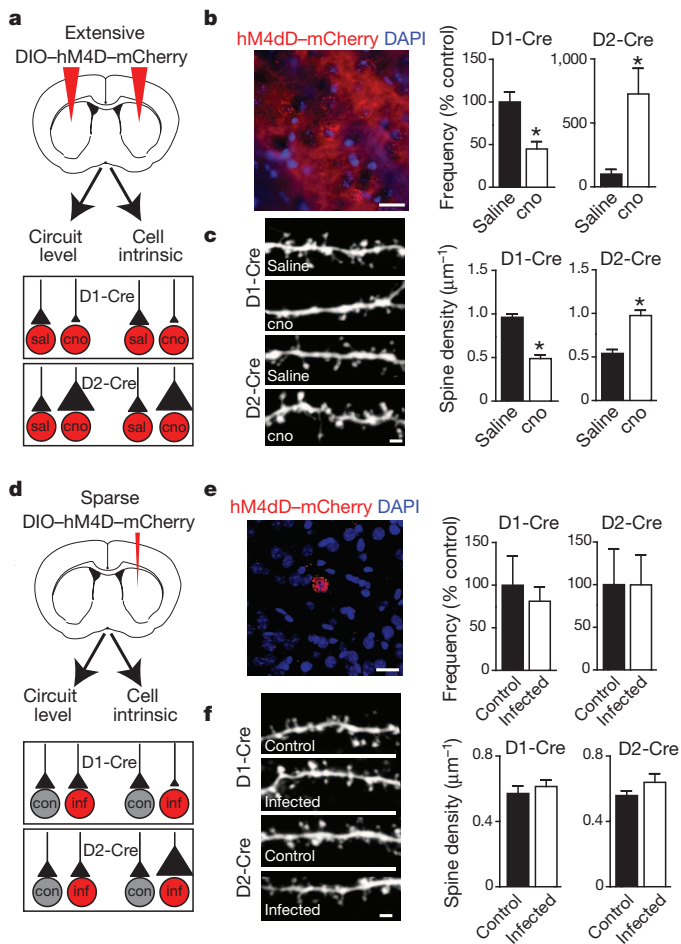 a
Extensive
DIO–hM4D–mCherry
Circuit
level
Cell
intrinsic
D1-Cre
sal
cno
sal
cno
D2-Cre
sal
cno
sal
cno
b
hM4dD–mCherry DAPI
D1-Cre
D2-Cre
Frequency (% control)
150
100
50
0
*
Saline
cno
1,000
500
0
*
Saline
cno
c
D1-Cre
Saline
cno
D2-Cre
Saline
cno
D1-Cre
D2-Cre
Spine density (µm⁻¹)
1.5
1.0
0.5
0
*
Saline
cno
1.5
1.0
0.5
0
*
Saline
cno
d
Sparse
DIO–hM4D–mCherry
Circuit
level
Cell
intrinsic
D1-Cre
con
inf
con
inf
D2-Cre
con
inf
con
inf
e
hM4dD–mCherry DAPI
D1-Cre
D2-Cre
Frequency (% control)
150
100
50
0
Control
Infected
150
100
50
0
Control
Infected
f
D1-Cre
Control
Infected
D2-Cre
Control
Infected
D1-Cre
D2-Cre
Spine density (µm⁻¹)
0.8
0.4
0
Control
Infected
0.8
0.4
0
Control
Infected